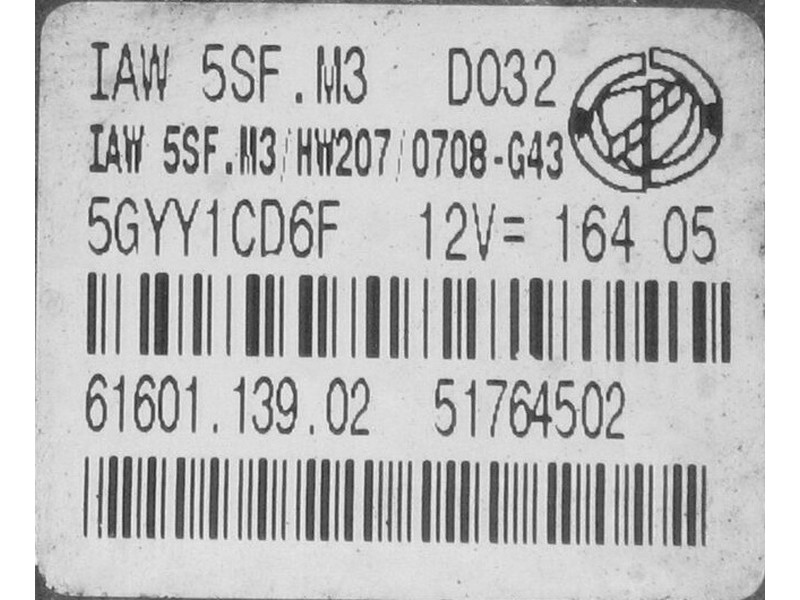 IAW 5SF.M3 D032
IAW 5SF.M3/HW207/0708-G43
5GYY1CD6F 12V= 164 05
61601.139.02 51764502